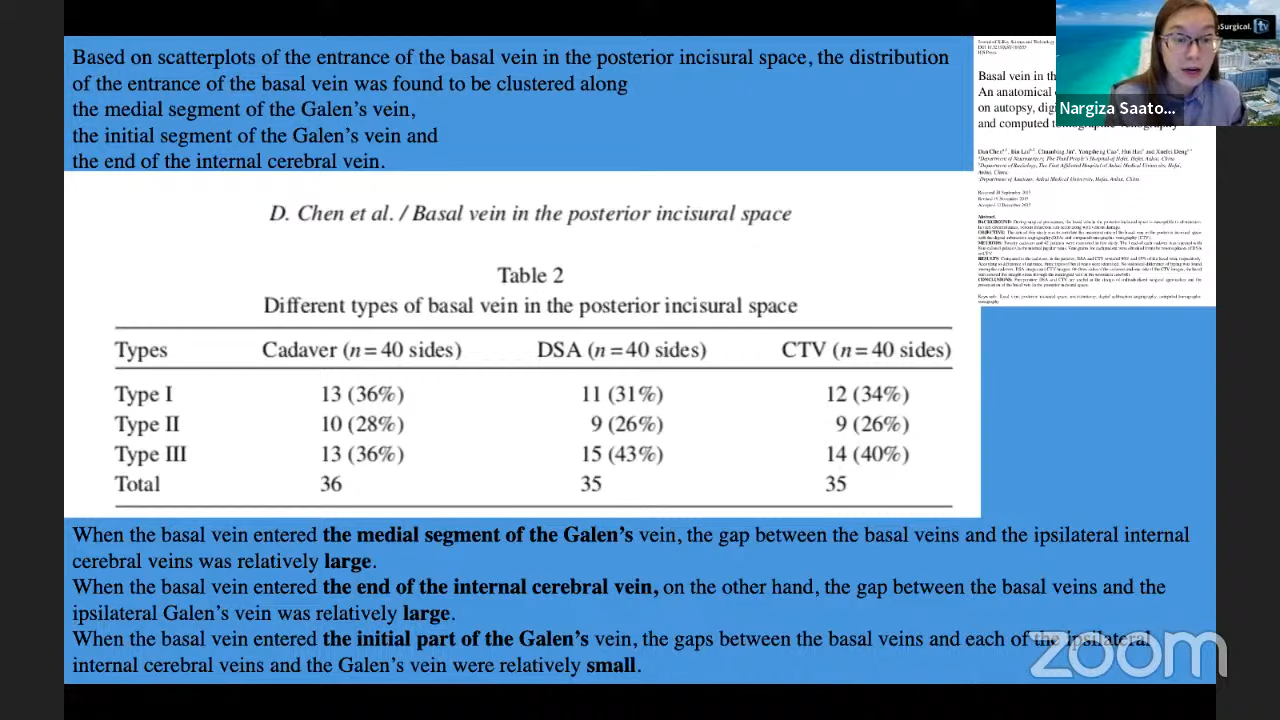 Based on scatterplots of the entrance of the basal vein in the posterior incisural space, the distribution
of the entrance of the basal vein was found to be clustered along
the medial segment of the Galen's vein,
the initial segment of the Galen's vein and
the end of the internal cerebral vein.
Surgical. tv
Basal vein in th
An anatomical
on autopsy, dig
and computed tomographic venography
Nargiza Saato...
D. Chen et al. / Basal vein in the posterior incisural space
Table 2
Different types of basal vein in the posterior incisural space
Types Cadaver (n = 40 sides) DSA (n = 40 sides) CTV (n = 40 sides)
Type I 13 (36%) 11 (31%) 12 (34%)
Type II 10 (28%) 9 (26%) 9 (26%)
Type III 13 (36%) 15 (43%) 14 (40%)
Total 36 35 35
When the basal vein entered the medial segment of the Galen's vein, the gap between the basal veins and the ipsilateral internal
cerebral veins was relatively large.
When the basal vein entered the end of the internal cerebral vein, on the other hand, the gap between the basal veins and the
ipsilateral Galen's vein was relatively large.
When the basal vein entered the initial part of the Galen's vein, the gaps between the basal veins and each of the ipsilateral
internal cerebral veins and the Galen's vein were relatively small.
zoom